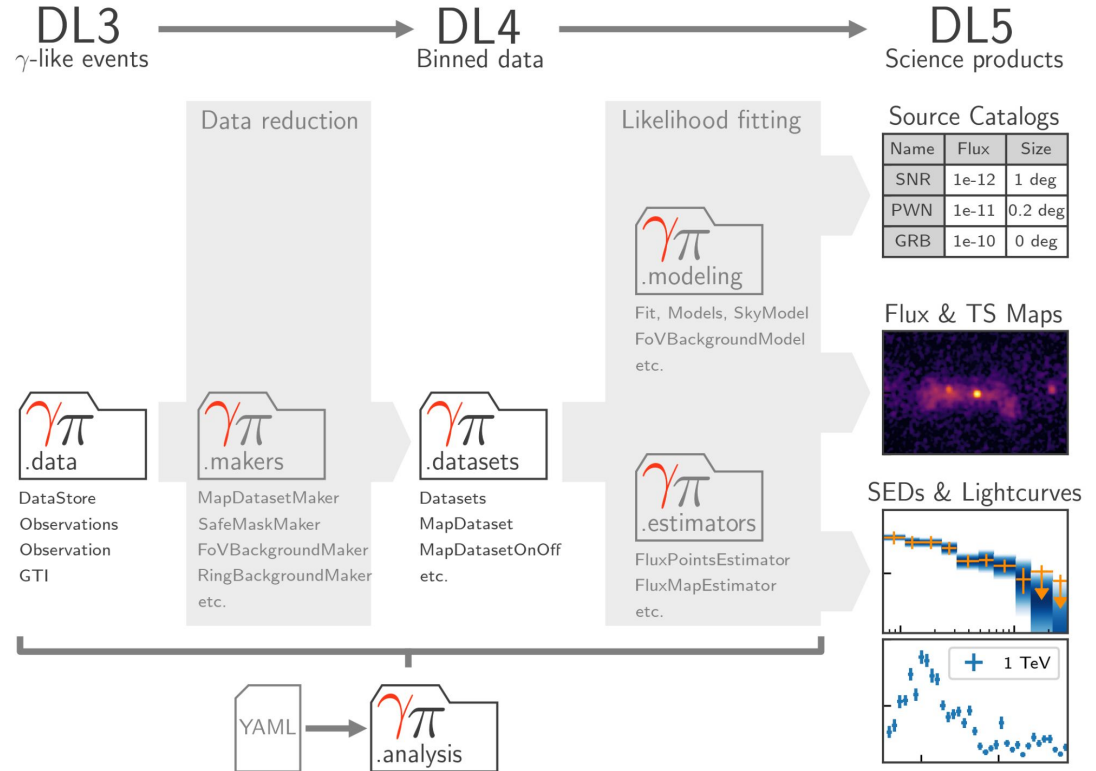 DL3
γ-like events
DL4
Binned data
DL5
Science products
Data reduction
Likelihood fitting
Source Catalogs
Name Flux Size
SNR 1e-12 1 deg
PWN 1e-11 0.2 deg
GRB 1e-10 0 deg
γπ
.modeling
Fit, Models, SkyModel
FoVBackgroundModel
etc.
Flux & TS Maps
γπ
.data
DataStore
Observations
Observation
GTI
γπ
.makers
MapDatasetMaker
SafeMaskMaker
FoVBackgroundMaker
RingBackgroundMaker
etc.
γπ
.datasets
Datasets
MapDataset
MapDatasetOnOff
etc.
γπ
.estimators
FluxPointsEstimator
FluxMapEstimator
etc.
SEDs & Lightcurves
1 TeV
YAML
γπ
.analysis